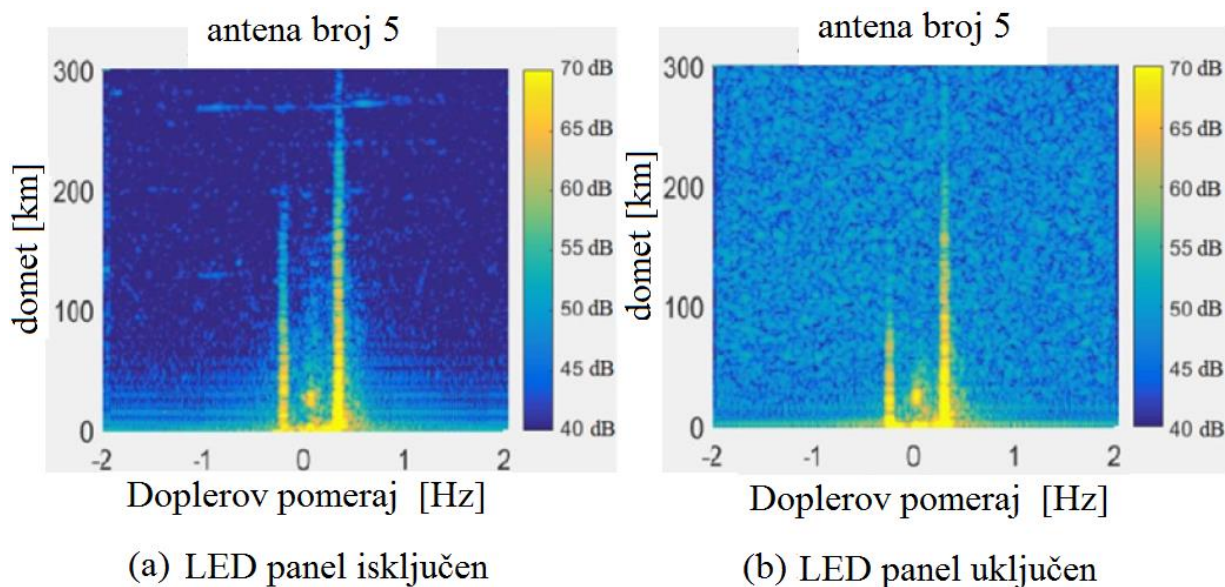 antena broj 5
300
200
100
0
domet [km]
-2 -1 0 1 2
Doplerov pomeraj [Hz]
70 dB
65 dB
60 dB
55 dB
50 dB
45 dB
40 dB
(a) LED panel isključen
antena broj 5
300
200
100
0
domet [km]
-2 -1 0 1 2
Doplerov pomeraj [Hz]
70 dB
65 dB
60 dB
55 dB
50 dB
45 dB
40 dB
(b) LED panel uključen